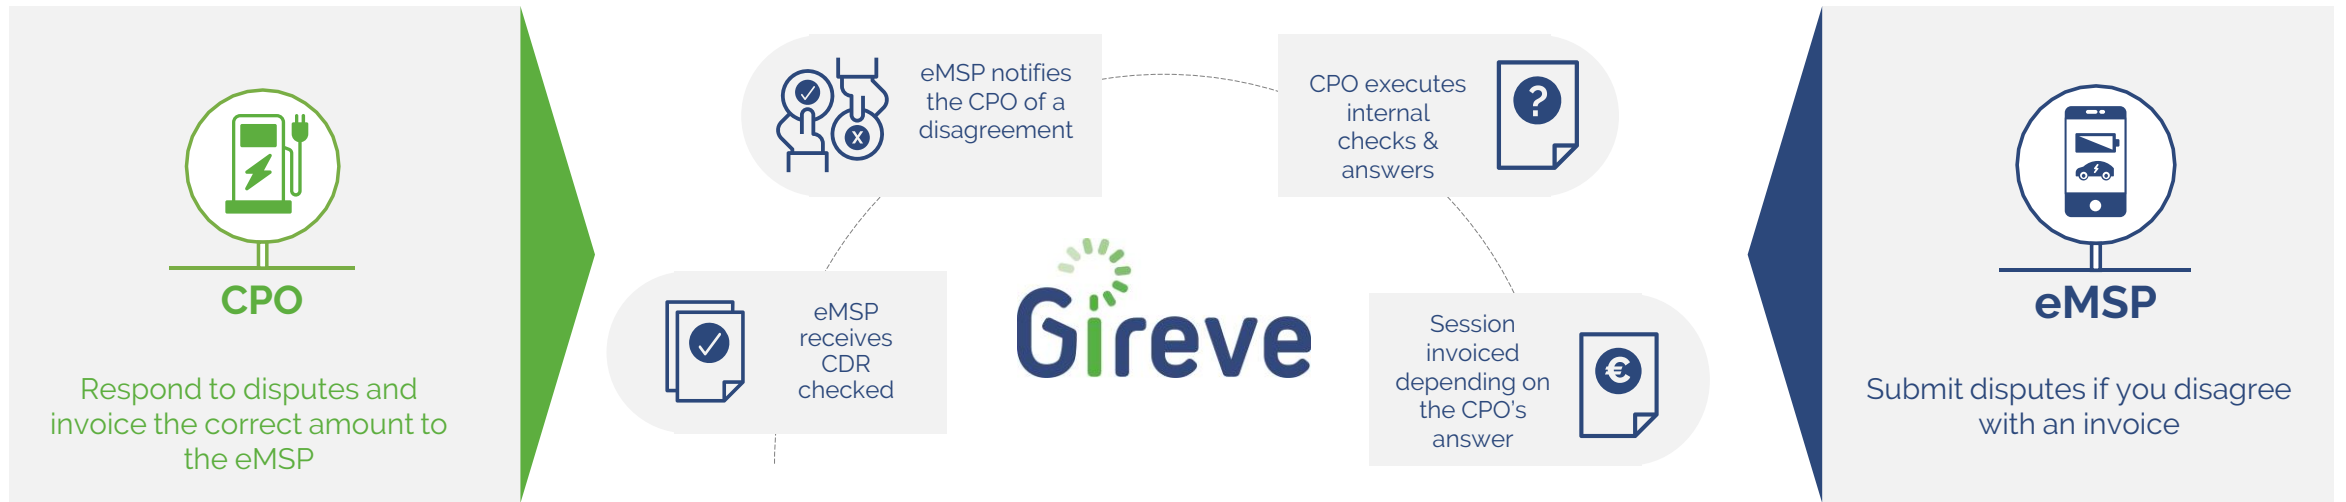 CPO
Respond to disputes and
invoice the correct amount to
the eMSP
eMSP
receives
CDR
checked
eMSP notifies
the CPO of a
disagreement
X
Gireve
CPO executes
internal
checks &
answers
?
Session
invoiced
depending on
the CPO's
answer
€
eMSP
Submit disputes if you disagree
with an invoice